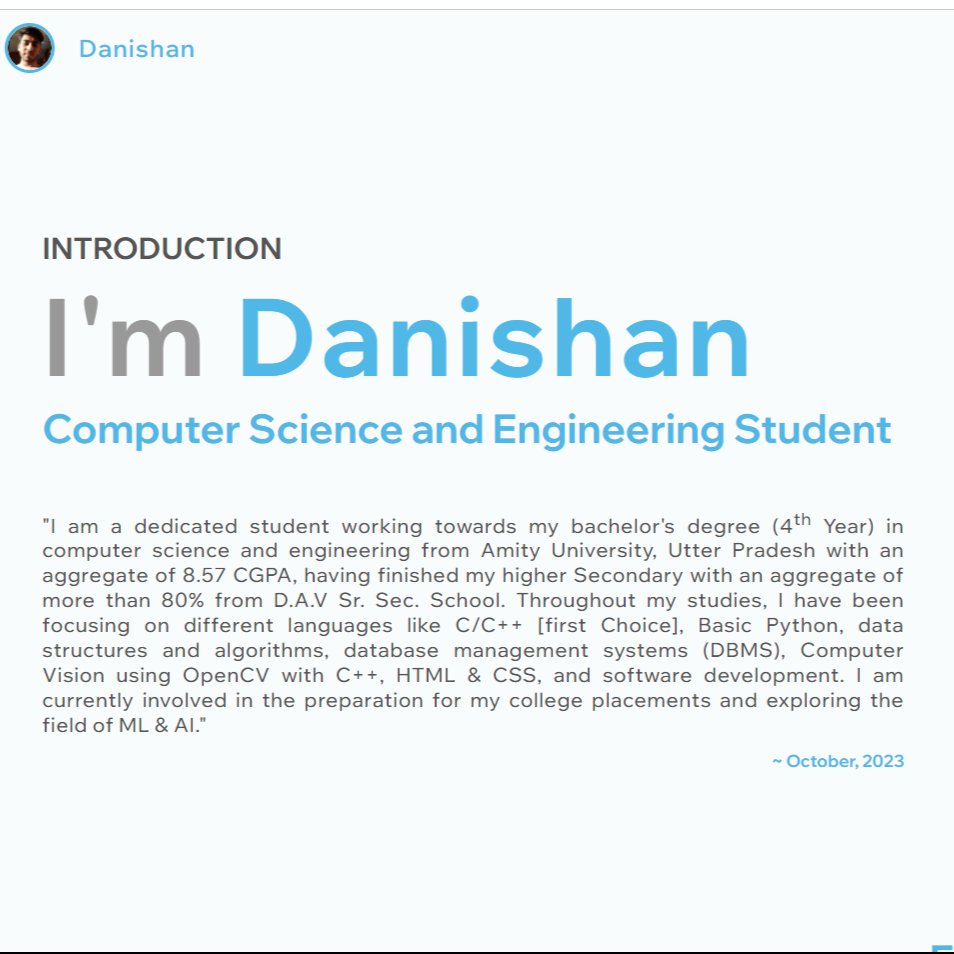 Danishan
INTRODUCTION
I'm Danishan
Computer Science and Engineering Student
"I am a dedicated student working towards my bachelor's degree (4th Year) in
computer science and engineering from Amity University, Utter Pradesh with an
aggregate of 8.57 CGPA, having finished my higher Secondary with an aggregate of
more than 80% from D.A.V Sr. Sec. School. Throughout my studies, I have been
focusing on different languages like C/C++ [first Choice], Basic Python, data
structures and algorithms, database management systems (DBMS), Computer
Vision using OpenCV with C++, HTML & CSS, and software development. I am
currently involved in the preparation for my college placements and exploring the
field of ML & AI."
~ October, 2023